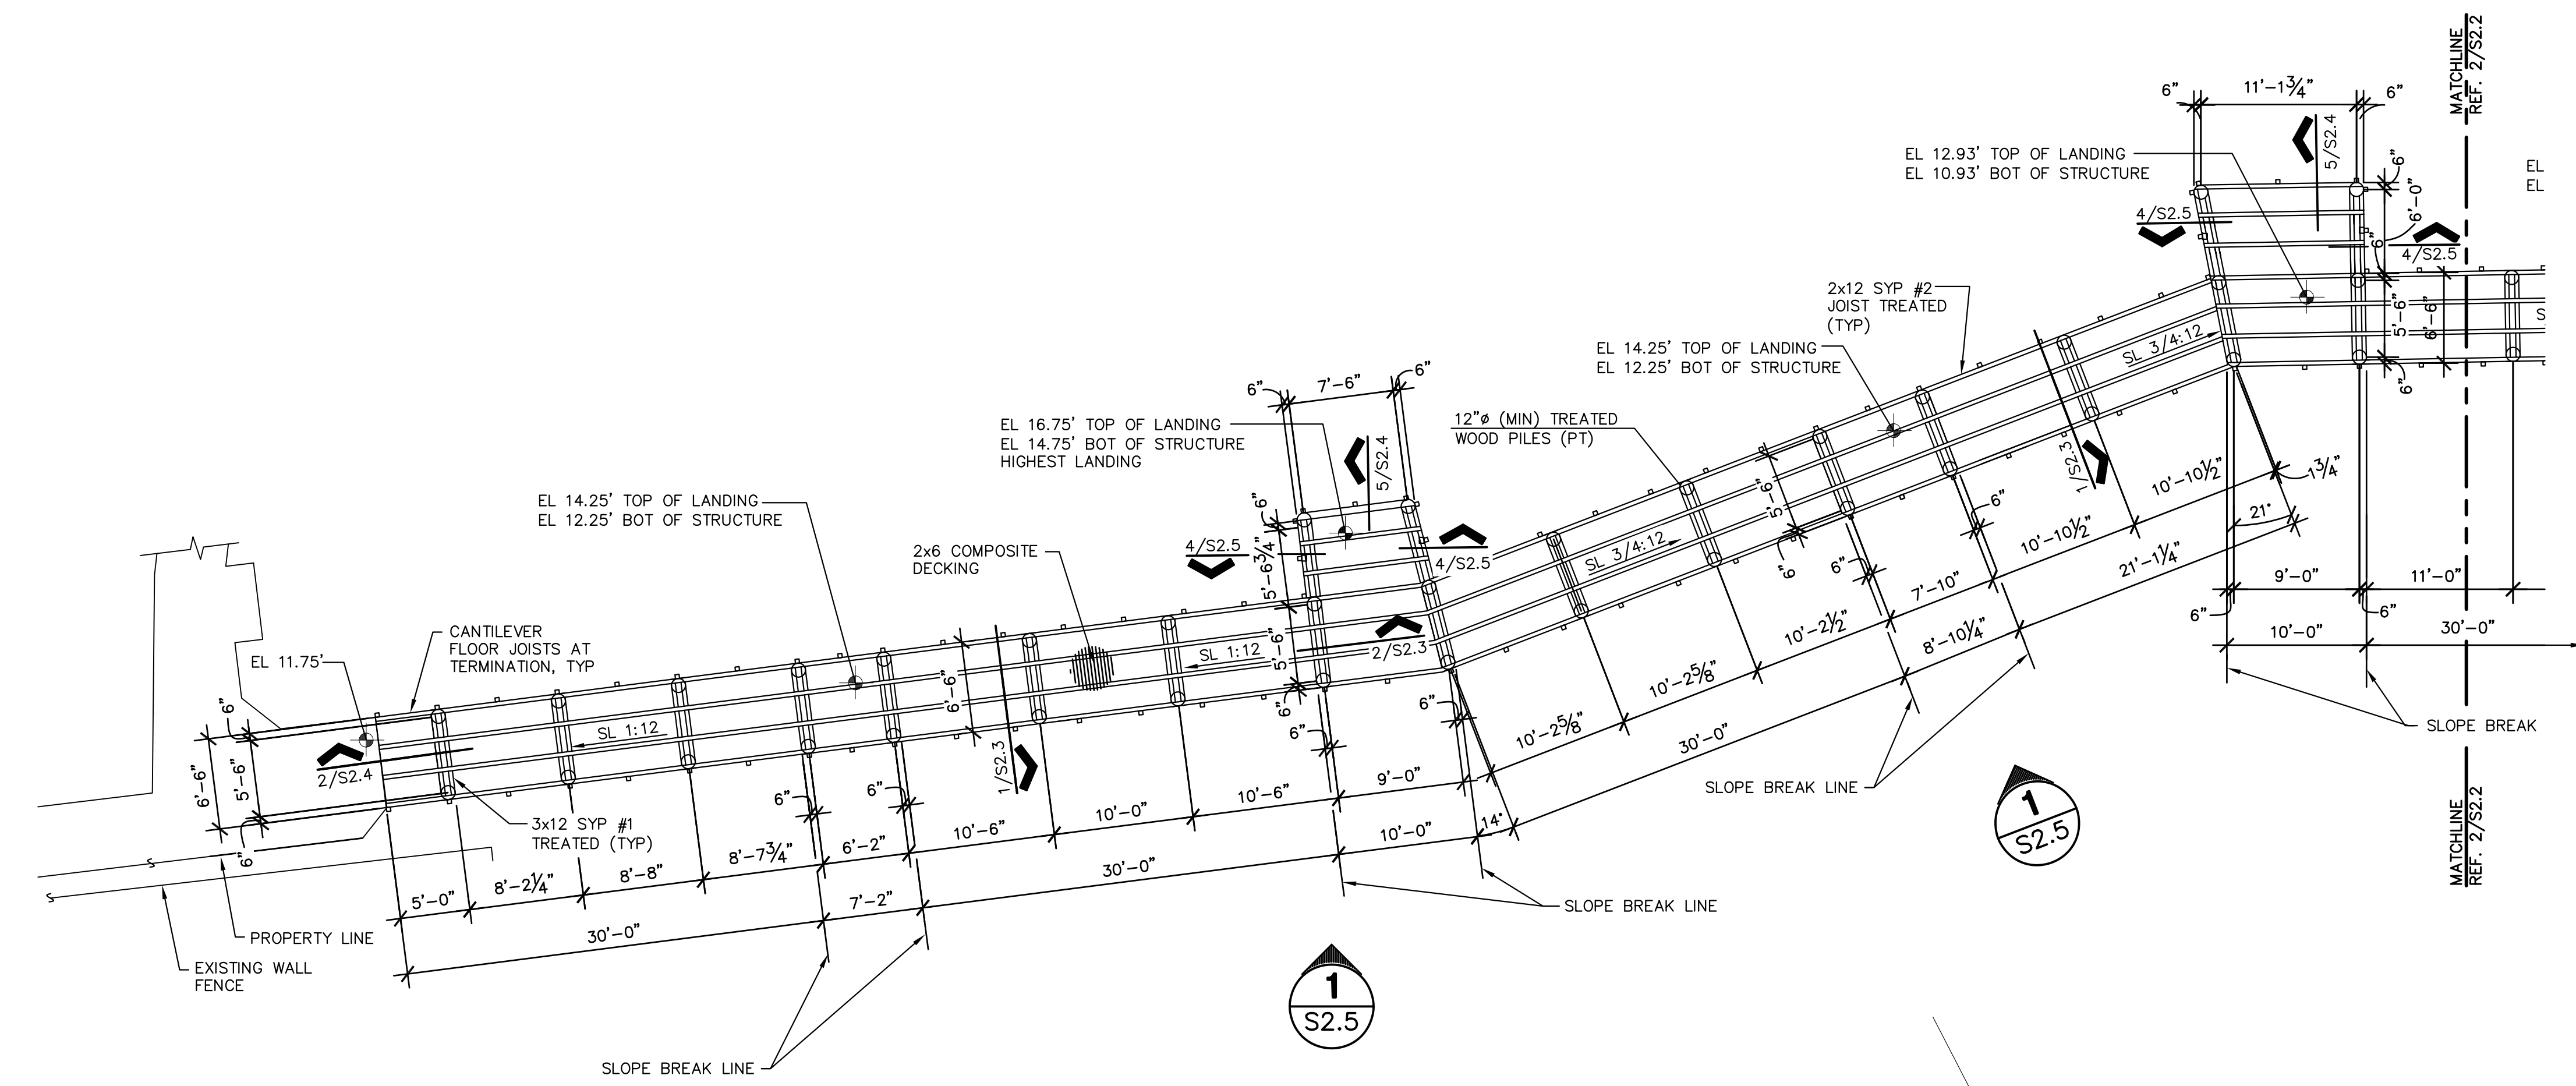 MATCHLINE
REF. 2/S2.2
6"
11'-1¾"
6"
5/S2.4
EL 12.93' TOP OF LANDING
EL 10.93' BOT OF STRUCTURE
6"
6'-0"
EL
EL
4/S2.5
6"
4/S2.5
2x12 SYP #2
JOIST TREATED
(TYP)
5'-6"
6'-6"
S
SL 3/4:12
6"
EL 14.25' TOP OF LANDING
EL 12.25' BOT OF STRUCTURE
6"
7'-6"
6"
EL 16.75' TOP OF LANDING
EL 14.75' BOT OF STRUCTURE
HIGHEST LANDING
5/S2.4
12"ø (MIN) TREATED
WOOD PILES (PT)
1/S2.3
10'-10½"
1¾"
5'-6"
6"
EL 14.25' TOP OF LANDING
EL 12.25' BOT OF STRUCTURE
6"
5'-6¾"
4/S2.5
4/S2.5
SL 3/4:12
6"
6"
10'-10½"
21°
2x6 COMPOSITE
DECKING
7'-10"
21'-1¼"
9'-0"
11'-0"
6"
6"
10'-2½"
8'-10¼"
10'-0"
30'-0"
CANTILEVER
FLOOR JOISTS AT
TERMINATION, TYP
EL 11.75'
SL 1:12
5'-6"
2/S2.3
6'-6"
6"
10'-2⅝"
10'-2⅝"
30'-0"
6"
6"
SLOPE BREAK
6"
5'-6"
6'-6"
6"
2/S2.4
SL 1:12
1/S2.3
6"
6"
9'-0"
10'-6"
10'-0"
10'-6"
SLOPE BREAK LINE
1
S2.5
MATCHLINE
REF. 2/S2.2
3x12 SYP #1
TREATED (TYP)
6'-2"
8'-7¾"
8'-8"
8'-2¼"
5'-0"
10'-0"
14°
30'-0"
7'-2"
30'-0"
SLOPE BREAK LINE
PROPERTY LINE
EXISTING WALL
FENCE
1
S2.5
SLOPE BREAK LINE